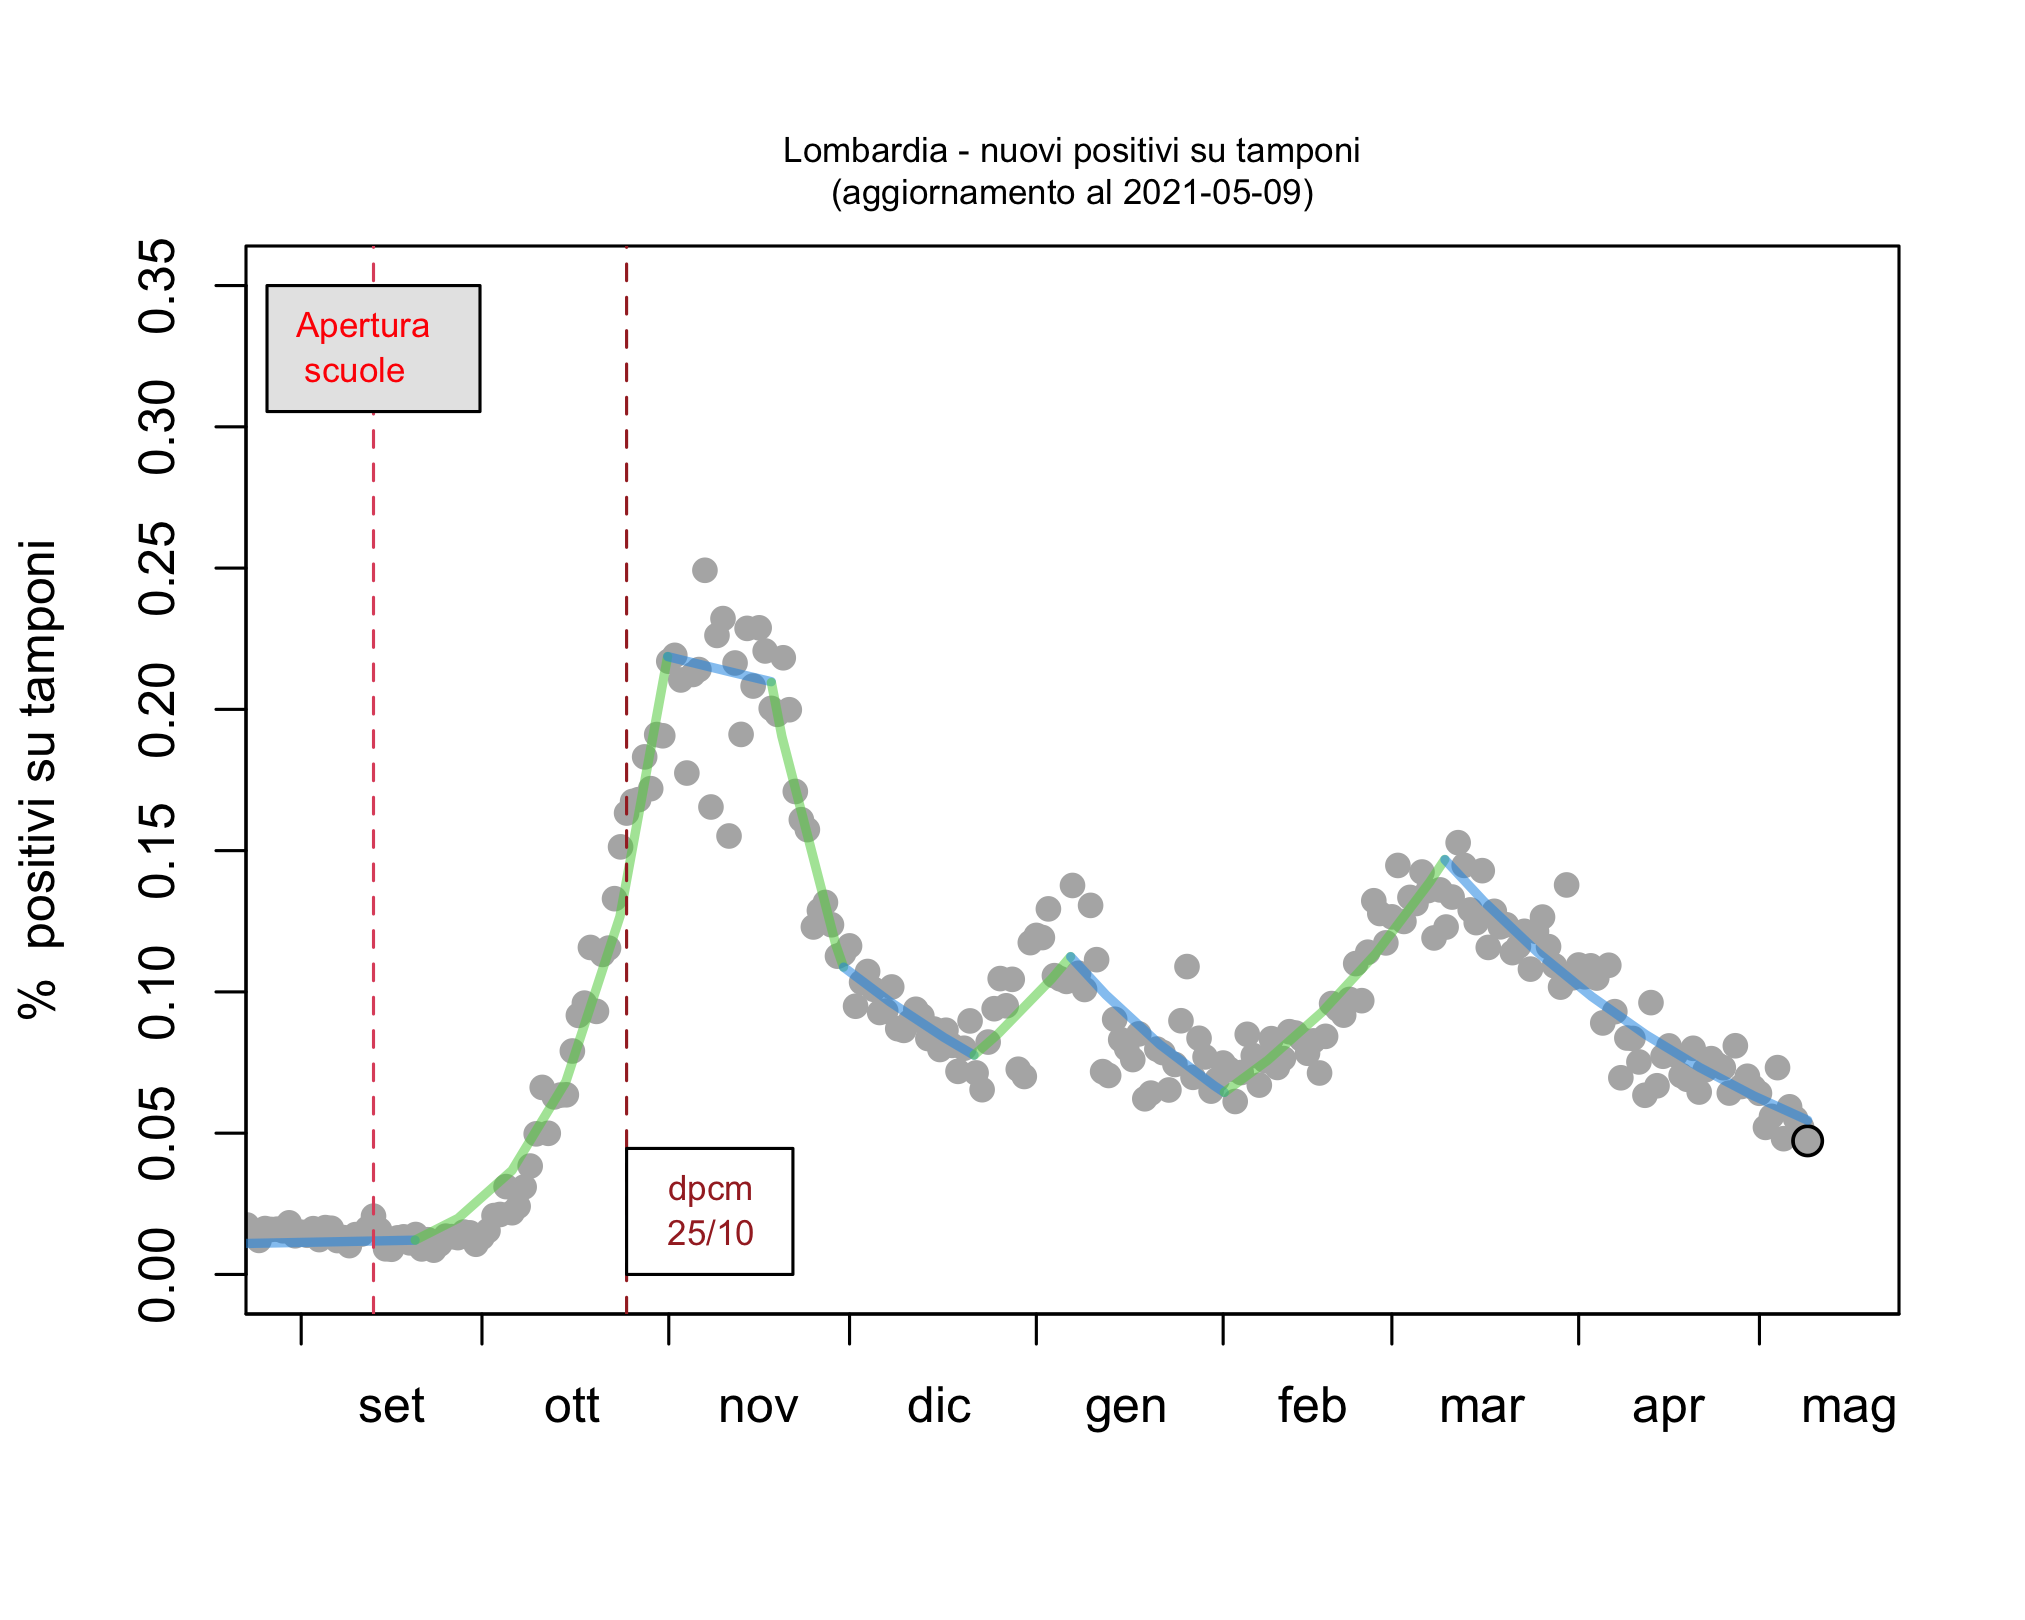 Lombardia - nuovi positivi su tamponi
(aggiornamento al 2021-05-09)
% positivi su tamponi
0.35
0.30
0.25
0.20
0.15
0.10
0.05
0.00
Apertura
scuole
dpcm
25/10
set ott nov dic gen feb mar apr mag